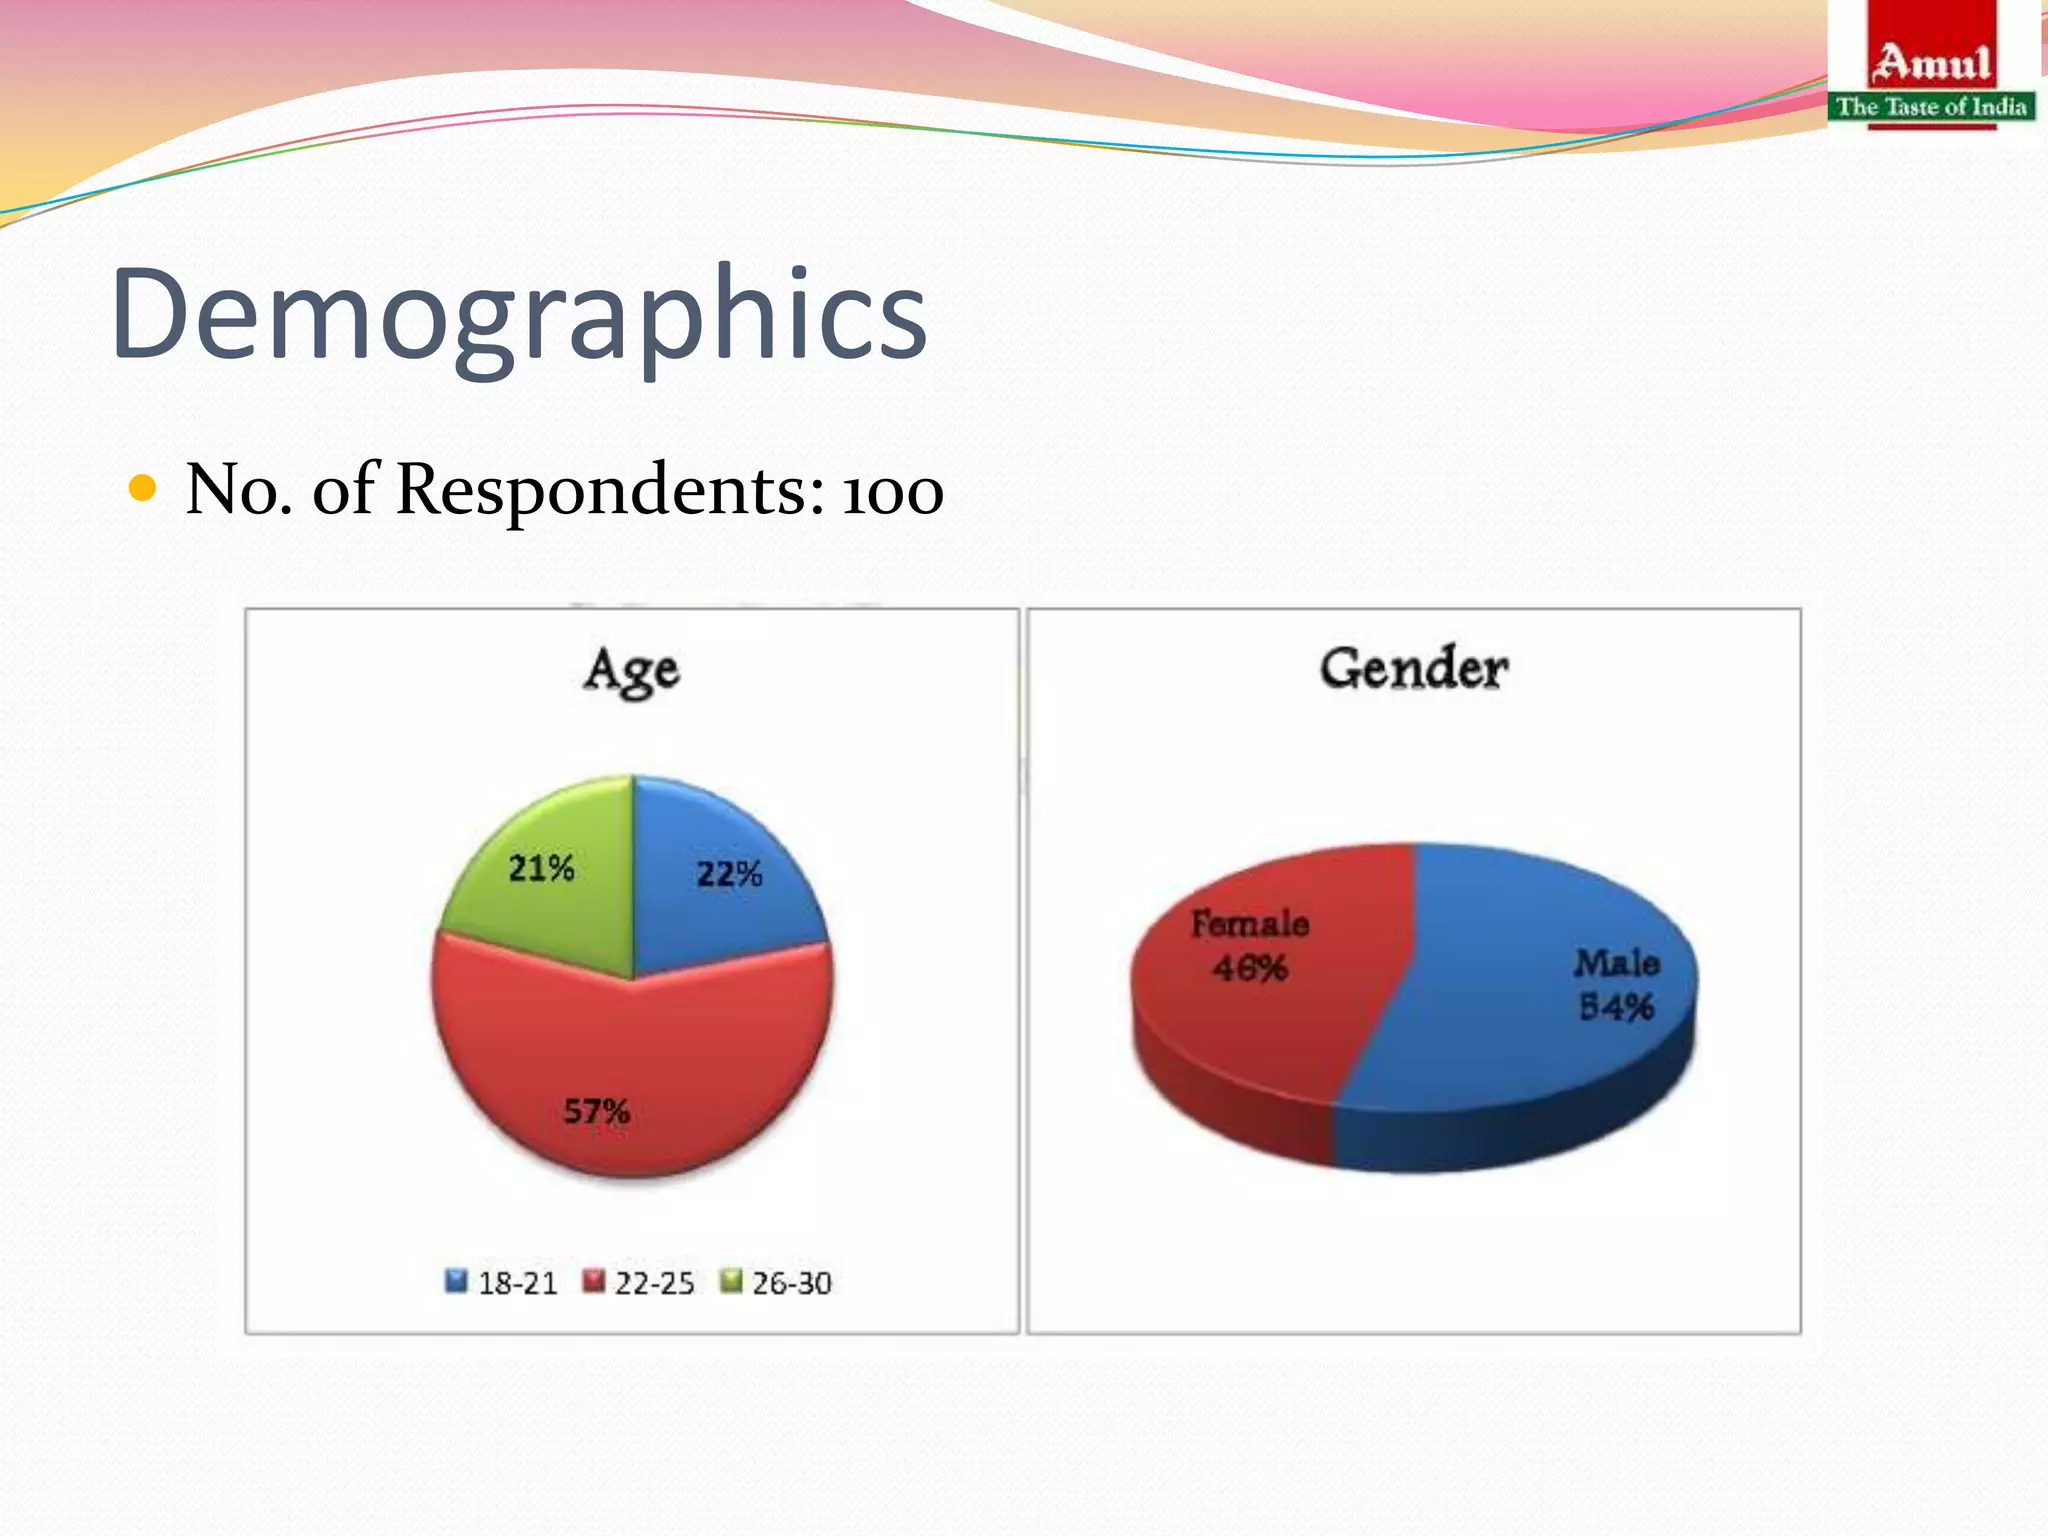 Amul
The Taste of India
Demographics
No. of Respondents: 100
Age
21%
22%
57%
18-21
22-25
26-30
Gender
Female
46%
Male
54%